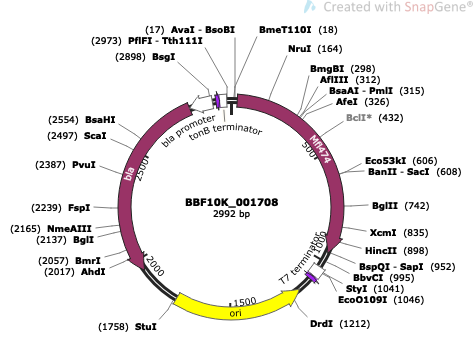 Created with SnapGene®
(17) AvaI - BsoBI
(2973) PflFI - Tth111I
(2898) BsgI
BmeT110I (18)
NruI (164)
BmgBI (298)
AflIII (312)
BsaAI - PmlI (315)
AfeI (326)
BclI* (432)
Eco53kI (606)
BanII - SacI (608)
BglII (742)
XcmI (835)
HincII (898)
BspQI - SapI (952)
BbvCI (995)
StyI (1041)
EcoO109I (1046)
DrdI (1212)
(1758) StuI
(2017) AhdI
(2057) BmrI
(2137) BglI
(2165) NmeAIII
(2239) FspI
(2387) PvuI
(2497) ScaI
(2554) BsaHI
bla promoter
tonB terminator
Mfl474
T7 terminator
ori
bla
500
1000
1500
2000
2500
BBF10K_001708
2992 bp